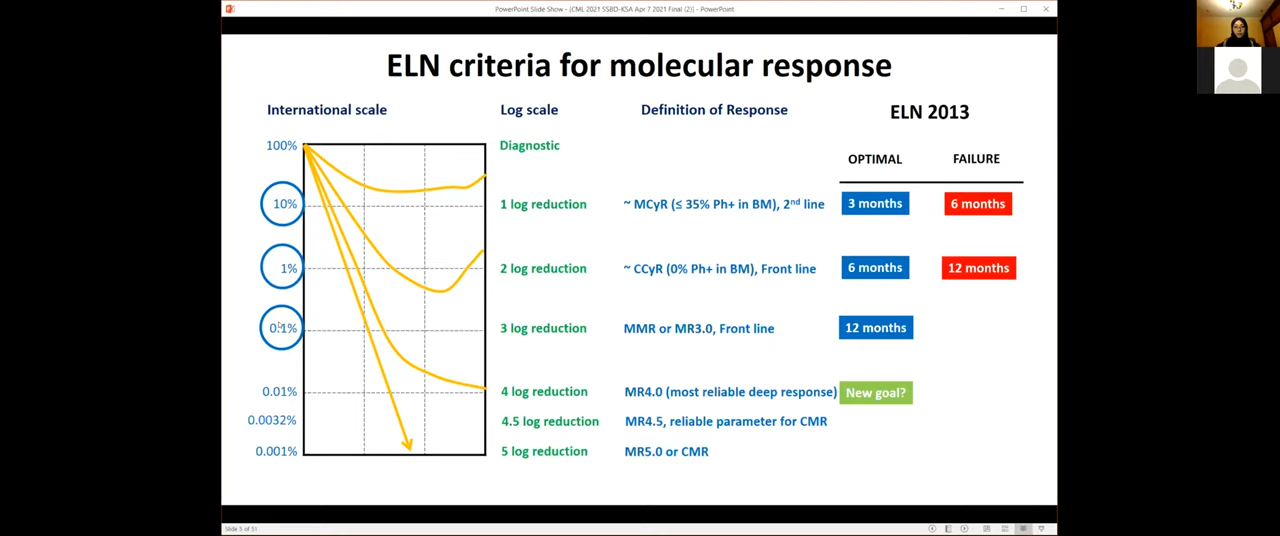 PowerPoint Slide Show - [CML 2021 SSBD-KSA Apr 7 2021 Final (2)] - PowerPoint
ELN criteria for molecular response
International scale Log scale Definition of Response ELN 2013
OPTIMAL FAILURE
100% Diagnostic
10% 1 log reduction ~ MCyR (≤ 35% Ph+ in BM), 2nd line 3 months 6 months
1% 2 log reduction ~ CCyR (0% Ph+ in BM), Front line 6 months 12 months
0.1% 3 log reduction MMR or MR3.0, Front line 12 months
0.01% 4 log reduction MR4.0 (most reliable deep response) New goal?
0.0032% 4.5 log reduction MR4.5, reliable parameter for CMR
0.001% 5 log reduction MR5.0 or CMR
Slide 5 of 51